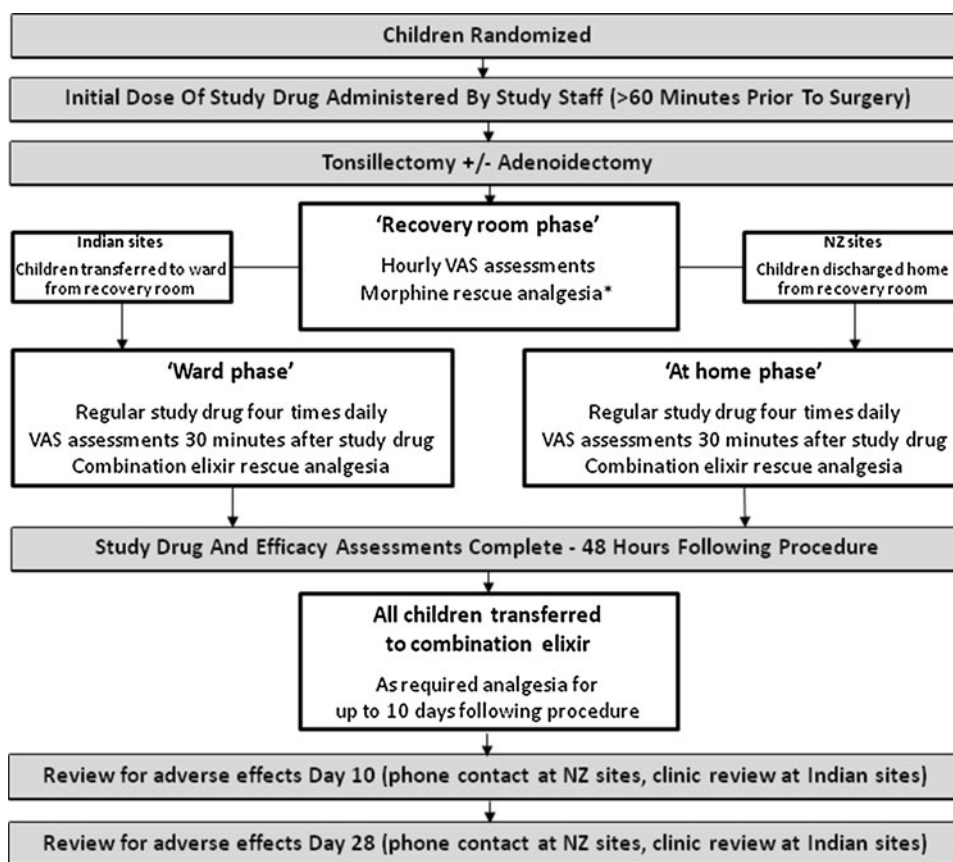 Children Randomized
Initial Dose Of Study Drug Administered By Study Staff (>60 Minutes Prior To Surgery)
Tonsillectomy +/- Adenoidectomy
'Recovery room phase'
Hourly VAS assessments
Morphine rescue analgesia*
Indian sites
Children transferred to ward
from recovery room
NZ sites
Children discharged home
from recovery room
'Ward phase'
Regular study drug four times daily
VAS assessments 30 minutes after study drug
Combination elixir rescue analgesia
'At home phase'
Regular study drug four times daily
VAS assessments 30 minutes after study drug
Combination elixir rescue analgesia
Study Drug And Efficacy Assessments Complete - 48 Hours Following Procedure
All children transferred
to combination elixir
As required analgesia for
up to 10 days following procedure
Review for adverse effects Day 10 (phone contact at NZ sites, clinic review at Indian sites)
Review for adverse effects Day 28 (phone contact at NZ sites, clinic review at Indian sites)